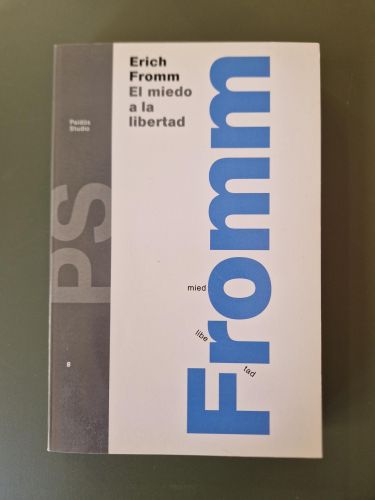 Erich
Fromm
El miedo
a la
libertad
Paidós
Studio
PS
8
Fromm
mied
libe
tad